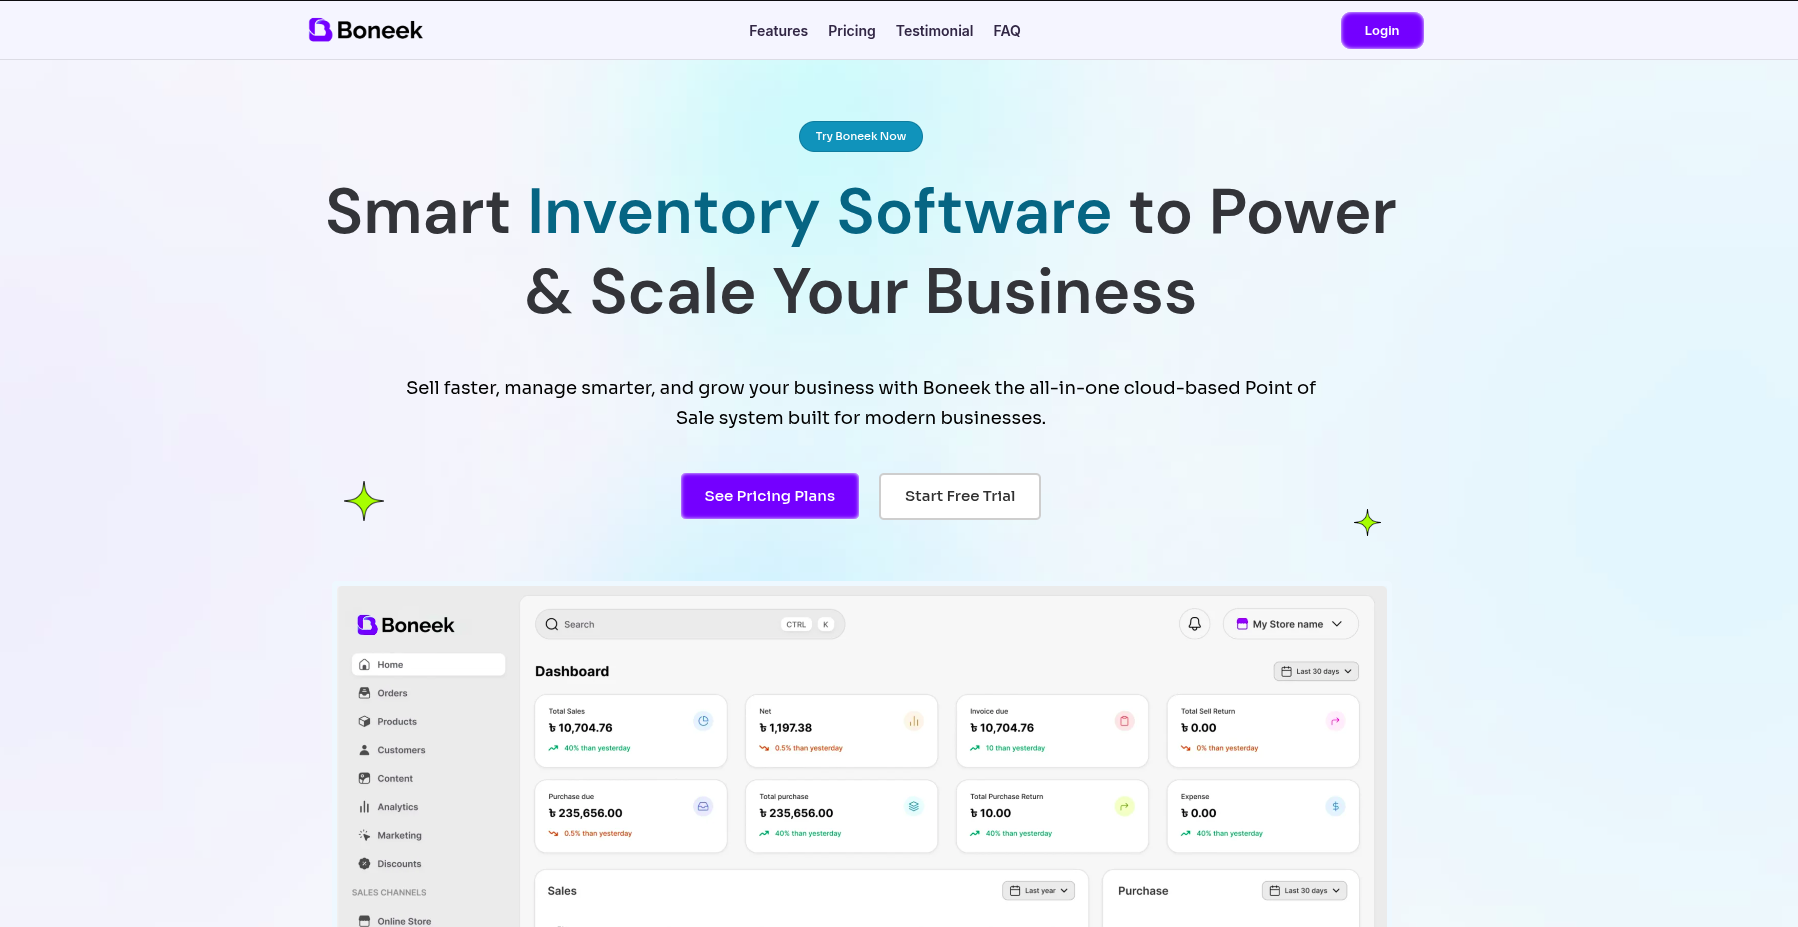 Boneek
Features Pricing Testimonial FAQ
Login
Try Boneek Now
Smart Inventory Software to Power
& Scale Your Business
Sell faster, manage smarter, and grow your business with Boneek the all-in-one cloud-based Point of
Sale system built for modern businesses.
See Pricing Plans
Start Free Trial
Boneek
Search
CTRL K
My Store name
Home
Orders
Products
Customers
Content
Analytics
Marketing
Discounts
SALES CHANNELS
Online Store
Dashboard
Last 30 days
Total Sales
৳ 10,704.76
40% than yesterday
Net
৳ 1,197.38
0.5% than yesterday
Invoice due
৳ 10,704.76
10 than yesterday
Total Sell Return
৳ 0.00
0% than yesterday
Purchase due
৳ 235,656.00
0.5% than yesterday
Total purchase
৳ 235,656.00
40% than yesterday
Total Purchase Return
৳ 10.00
40% than yesterday
Expense
৳ 0.00
40% than yesterday
Sales
Last year
Purchase
Last 30 days